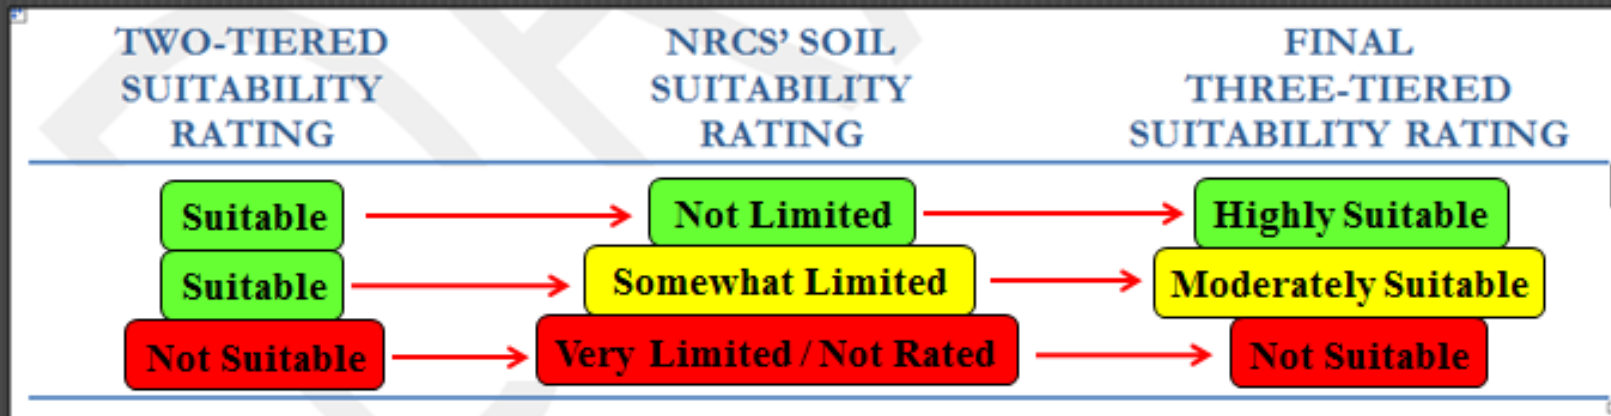 TWO-TIERED
SUITABILITY
RATING
NRCS’ SOIL
SUITABILITY
RATING
FINAL
THREE-TIERED
SUITABILITY RATING
Suitable
Not Limited
Highly Suitable
Suitable
Somewhat Limited
Moderately Suitable
Not Suitable
Very Limited / Not Rated
Not Suitable